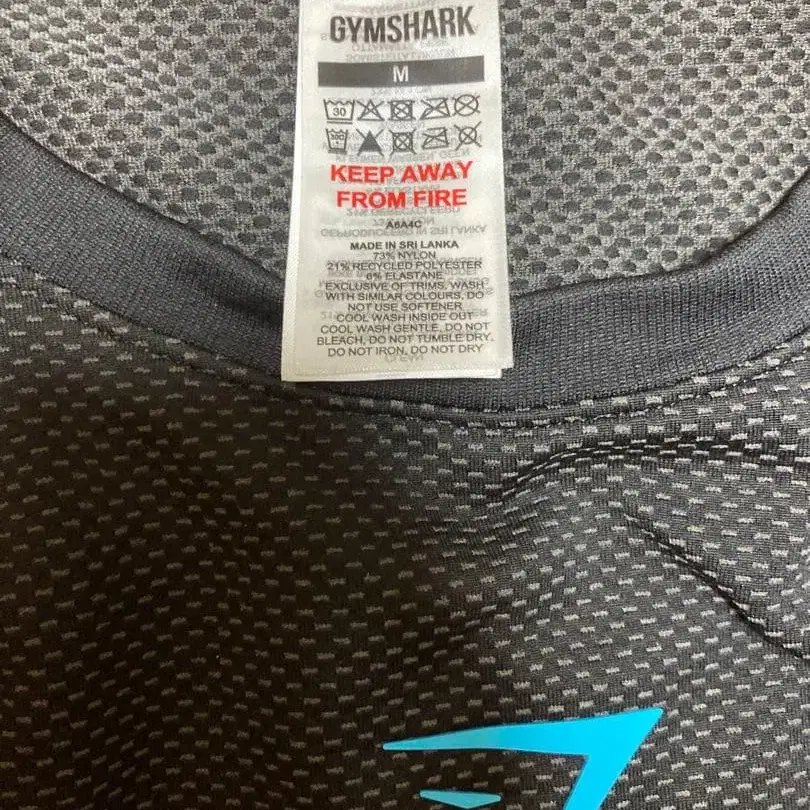 GYMSHARK
M
30
KEEP AWAY
FROM FIRE
A6A4C
MADE IN SRI LANKA
73% NYLON
21% RECYCLED POLYESTER
6% ELASTANE
EXCLUSIVE OF TRIMS, WASH
WITH SIMILAR COLOURS, DO
NOT USE SOFTENER
COOL WASH INSIDE OUT
COOL WASH GENTLE, DO NOT
BLEACH, DO NOT TUMBLE DRY,
DO NOT IRON, DO NOT DRY